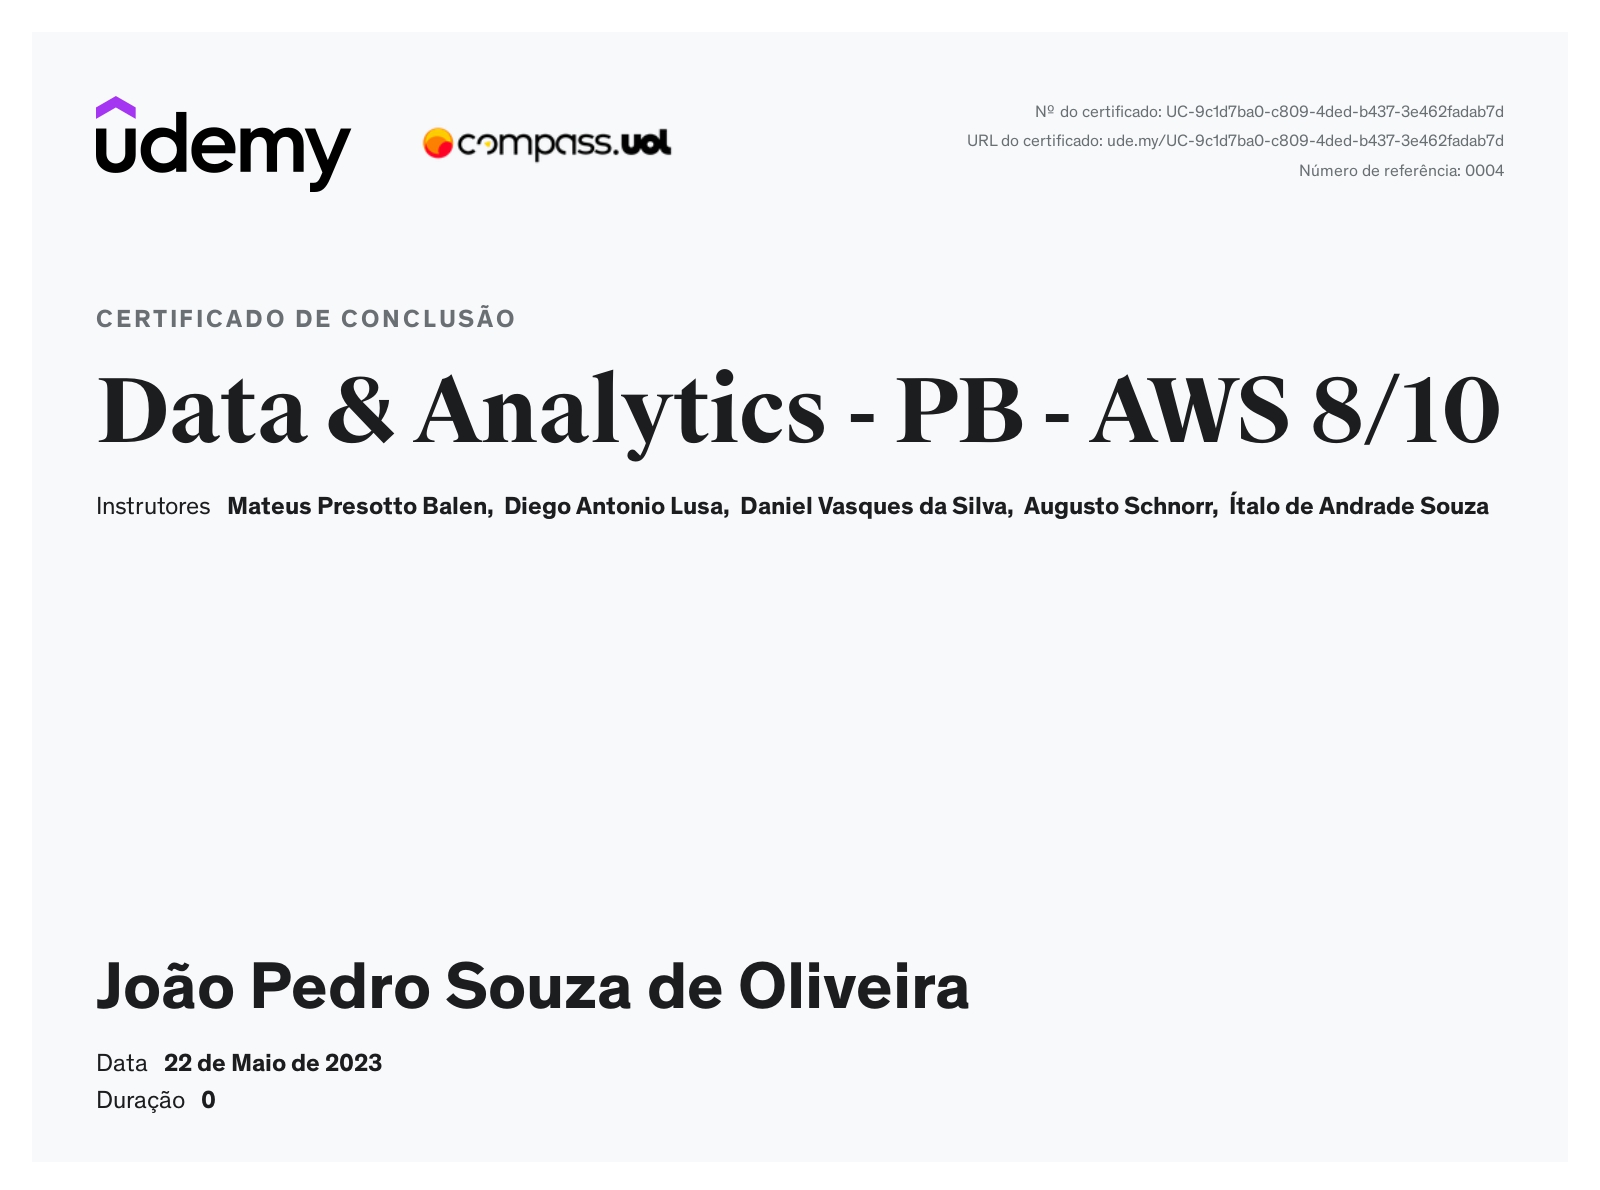 udemy
compass.uol
Nº do certificado: UC-9c1d7ba0-c809-4ded-b437-3e462fadab7d
URL do certificado: ude.my/UC-9c1d7ba0-c809-4ded-b437-3e462fadab7d
Número de referência: 0004
CERTIFICADO DE CONCLUSÃO
Data & Analytics - PB - AWS 8/10
Instrutores Mateus Presotto Balen, Diego Antonio Lusa, Daniel Vasques da Silva, Augusto Schnorr, Ítalo de Andrade Souza
João Pedro Souza de Oliveira
Data 22 de Maio de 2023
Duração 0